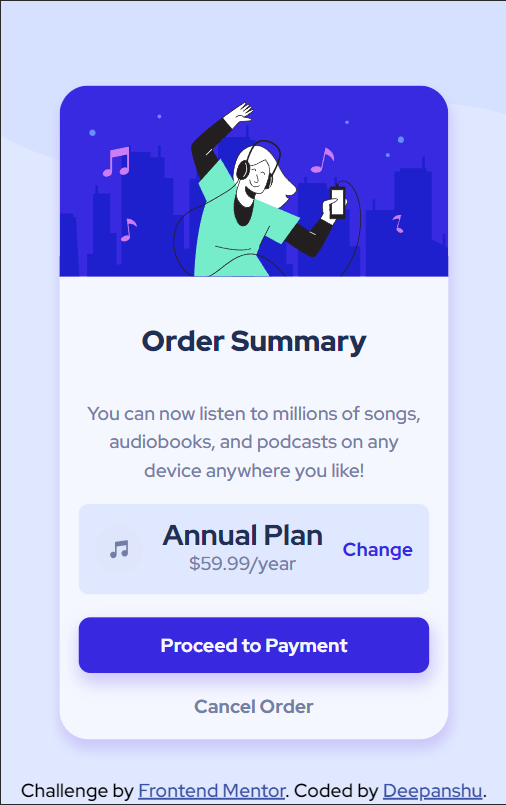 Order Summary
You can now listen to millions of songs,
audiobooks, and podcasts on any
device anywhere you like!
Annual Plan
$59.99/year
Change
Proceed to Payment
Cancel Order
Challenge by Frontend Mentor. Coded by Deepanshu.